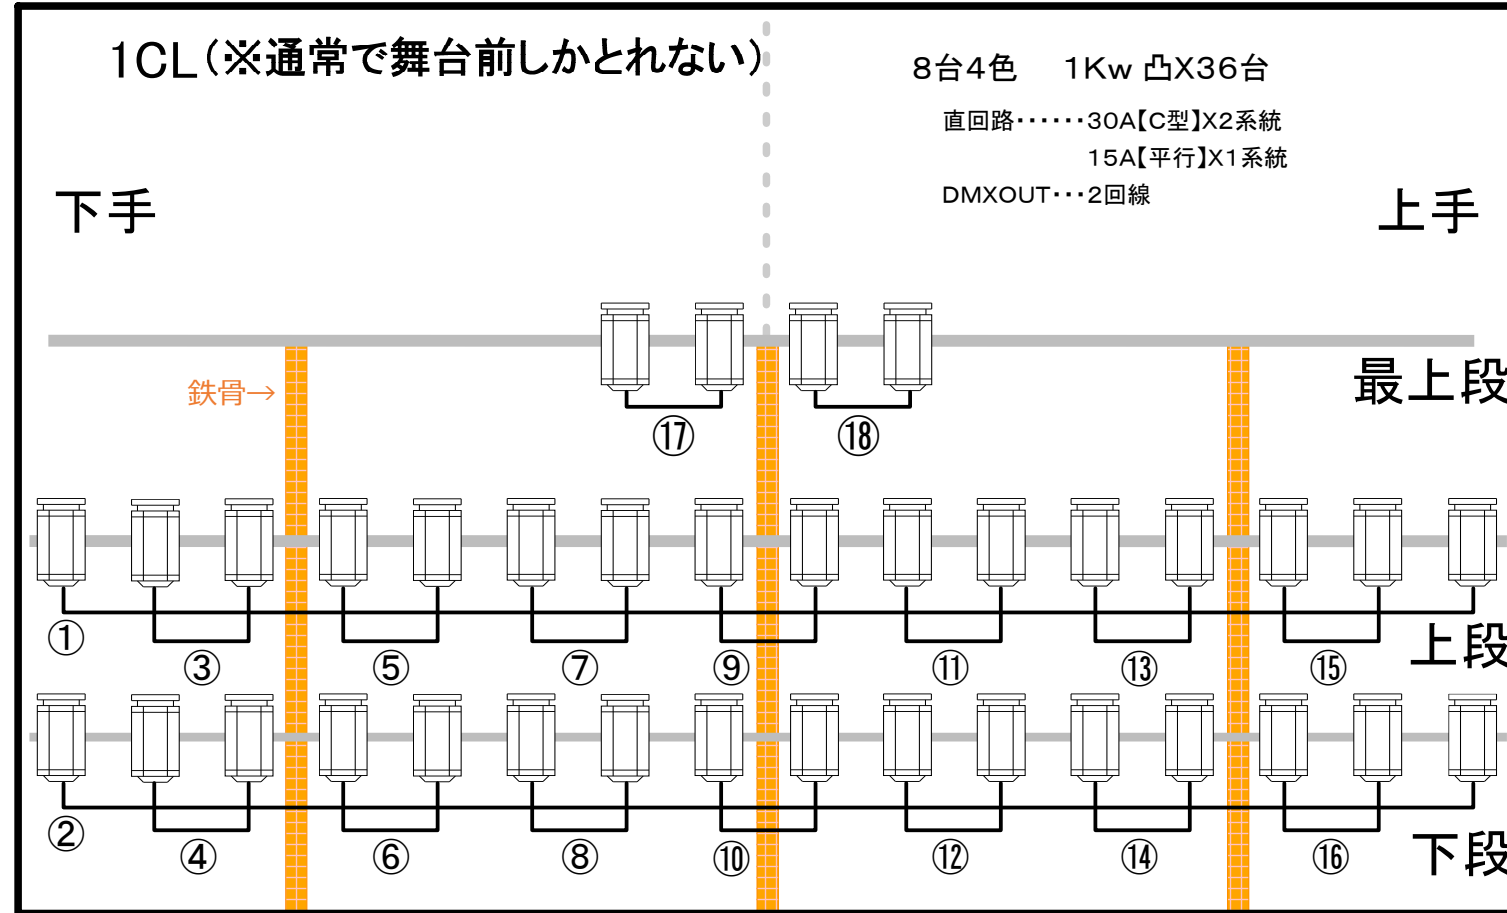 1CL(※通常で舞台前しかとれない)
8台4色 1Kw 凸X36台
直回路‥‥‥30A【C型】X2系統
15A【平行】X1系統
DMXOUT・・・2回線
下手
上手
鉄骨→
最上段
⑰ ⑱
上段
① ③ ⑤ ⑦ ⑨ ⑪ ⑬ ⑮
② ④ ⑥ ⑧ ⑩ ⑫ ⑭ ⑯
下段